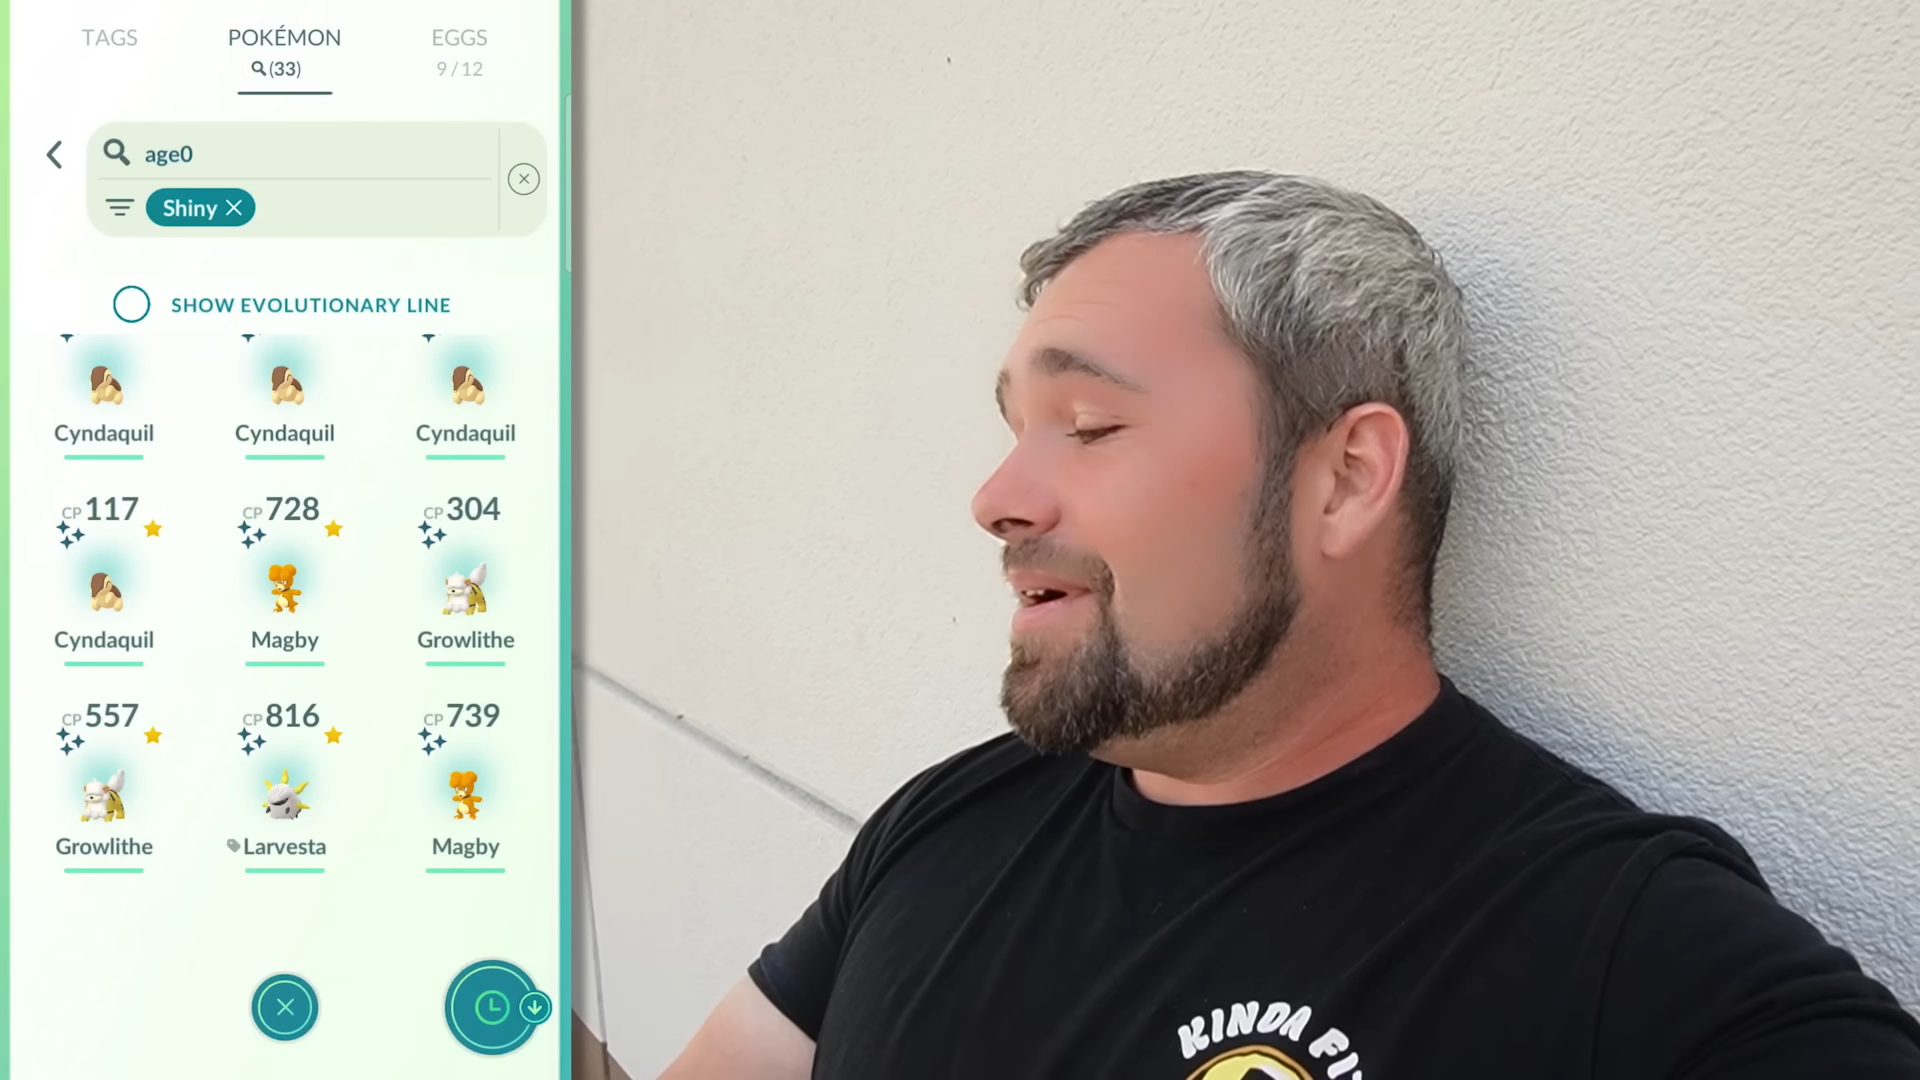 TAGS
POKÉMON
EGGS
(33)
9 / 12
age0
Shiny
SHOW EVOLUTIONARY LINE
Cyndaquil
Cyndaquil
Cyndaquil
CP117
CP728
CP304
Cyndaquil
Magby
Growlithe
CP557
CP816
CP739
Growlithe
Larvesta
Magby
KINDA